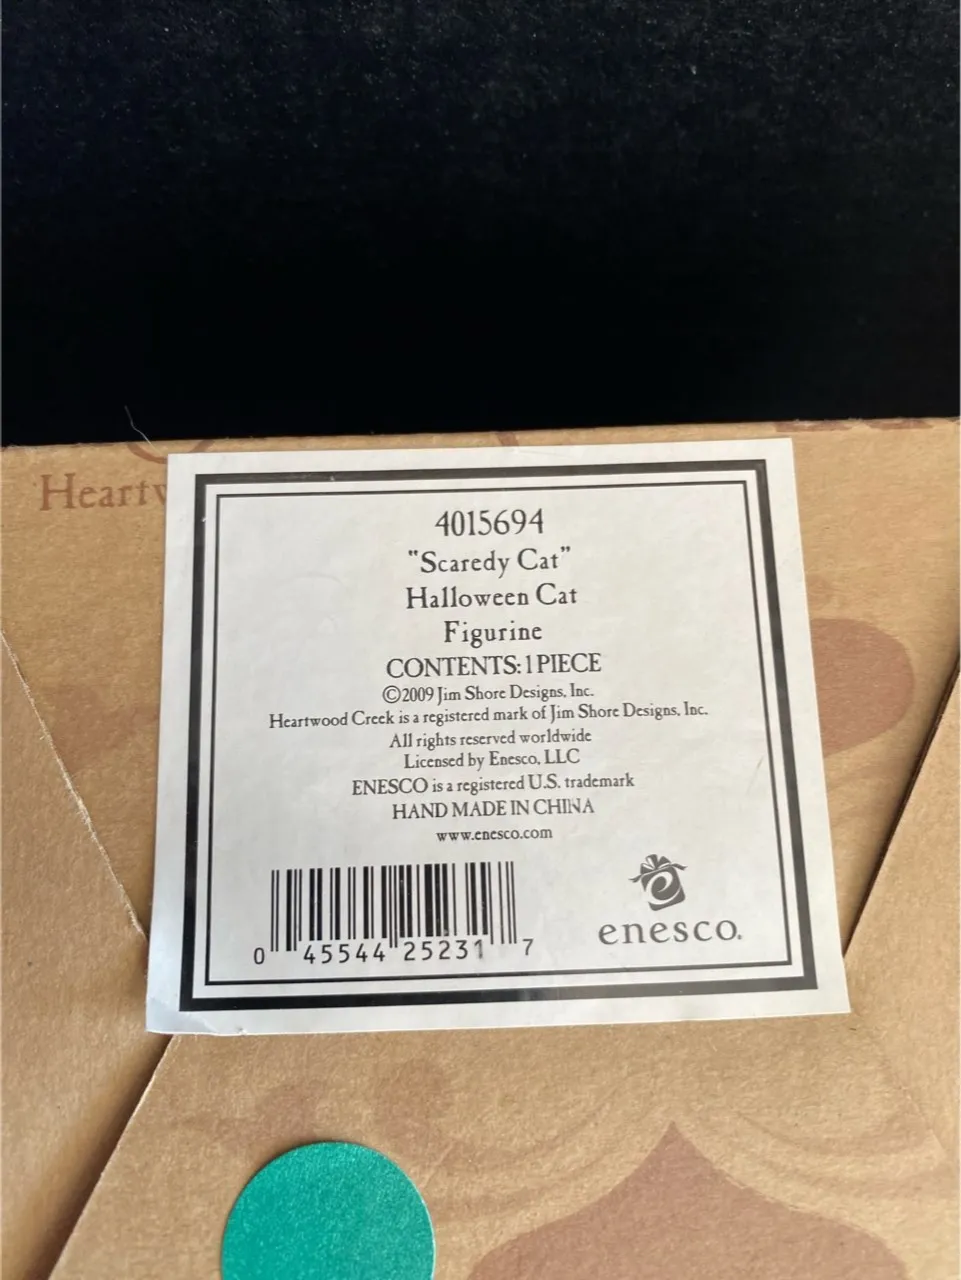 Heartw
4015694
"Scaredy Cat"
Halloween Cat
Figurine
CONTENTS: 1 PIECE
©2009 Jim Shore Designs, Inc.
Heartwood Creek is a registered mark of Jim Shore Designs, Inc.
All rights reserved worldwide
Licensed by Enesco, LLC
ENESCO is a registered U.S. trademark
HAND MADE IN CHINA
www.enesco.com
0 45544 25231 7
enesco.